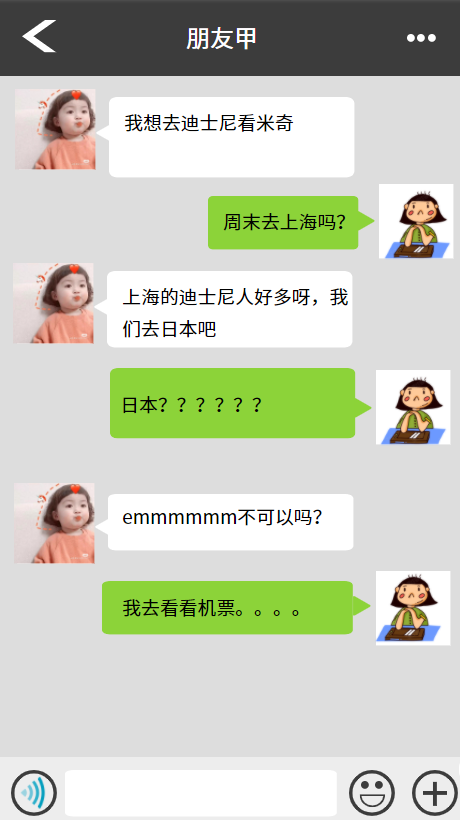 朋友甲
我想去迪士尼看米奇
周末去上海吗？
上海的迪士尼人好多呀，我
们去日本吧
日本？？？？？？
emmmmmm不可以吗？
我去看看机票。。。。